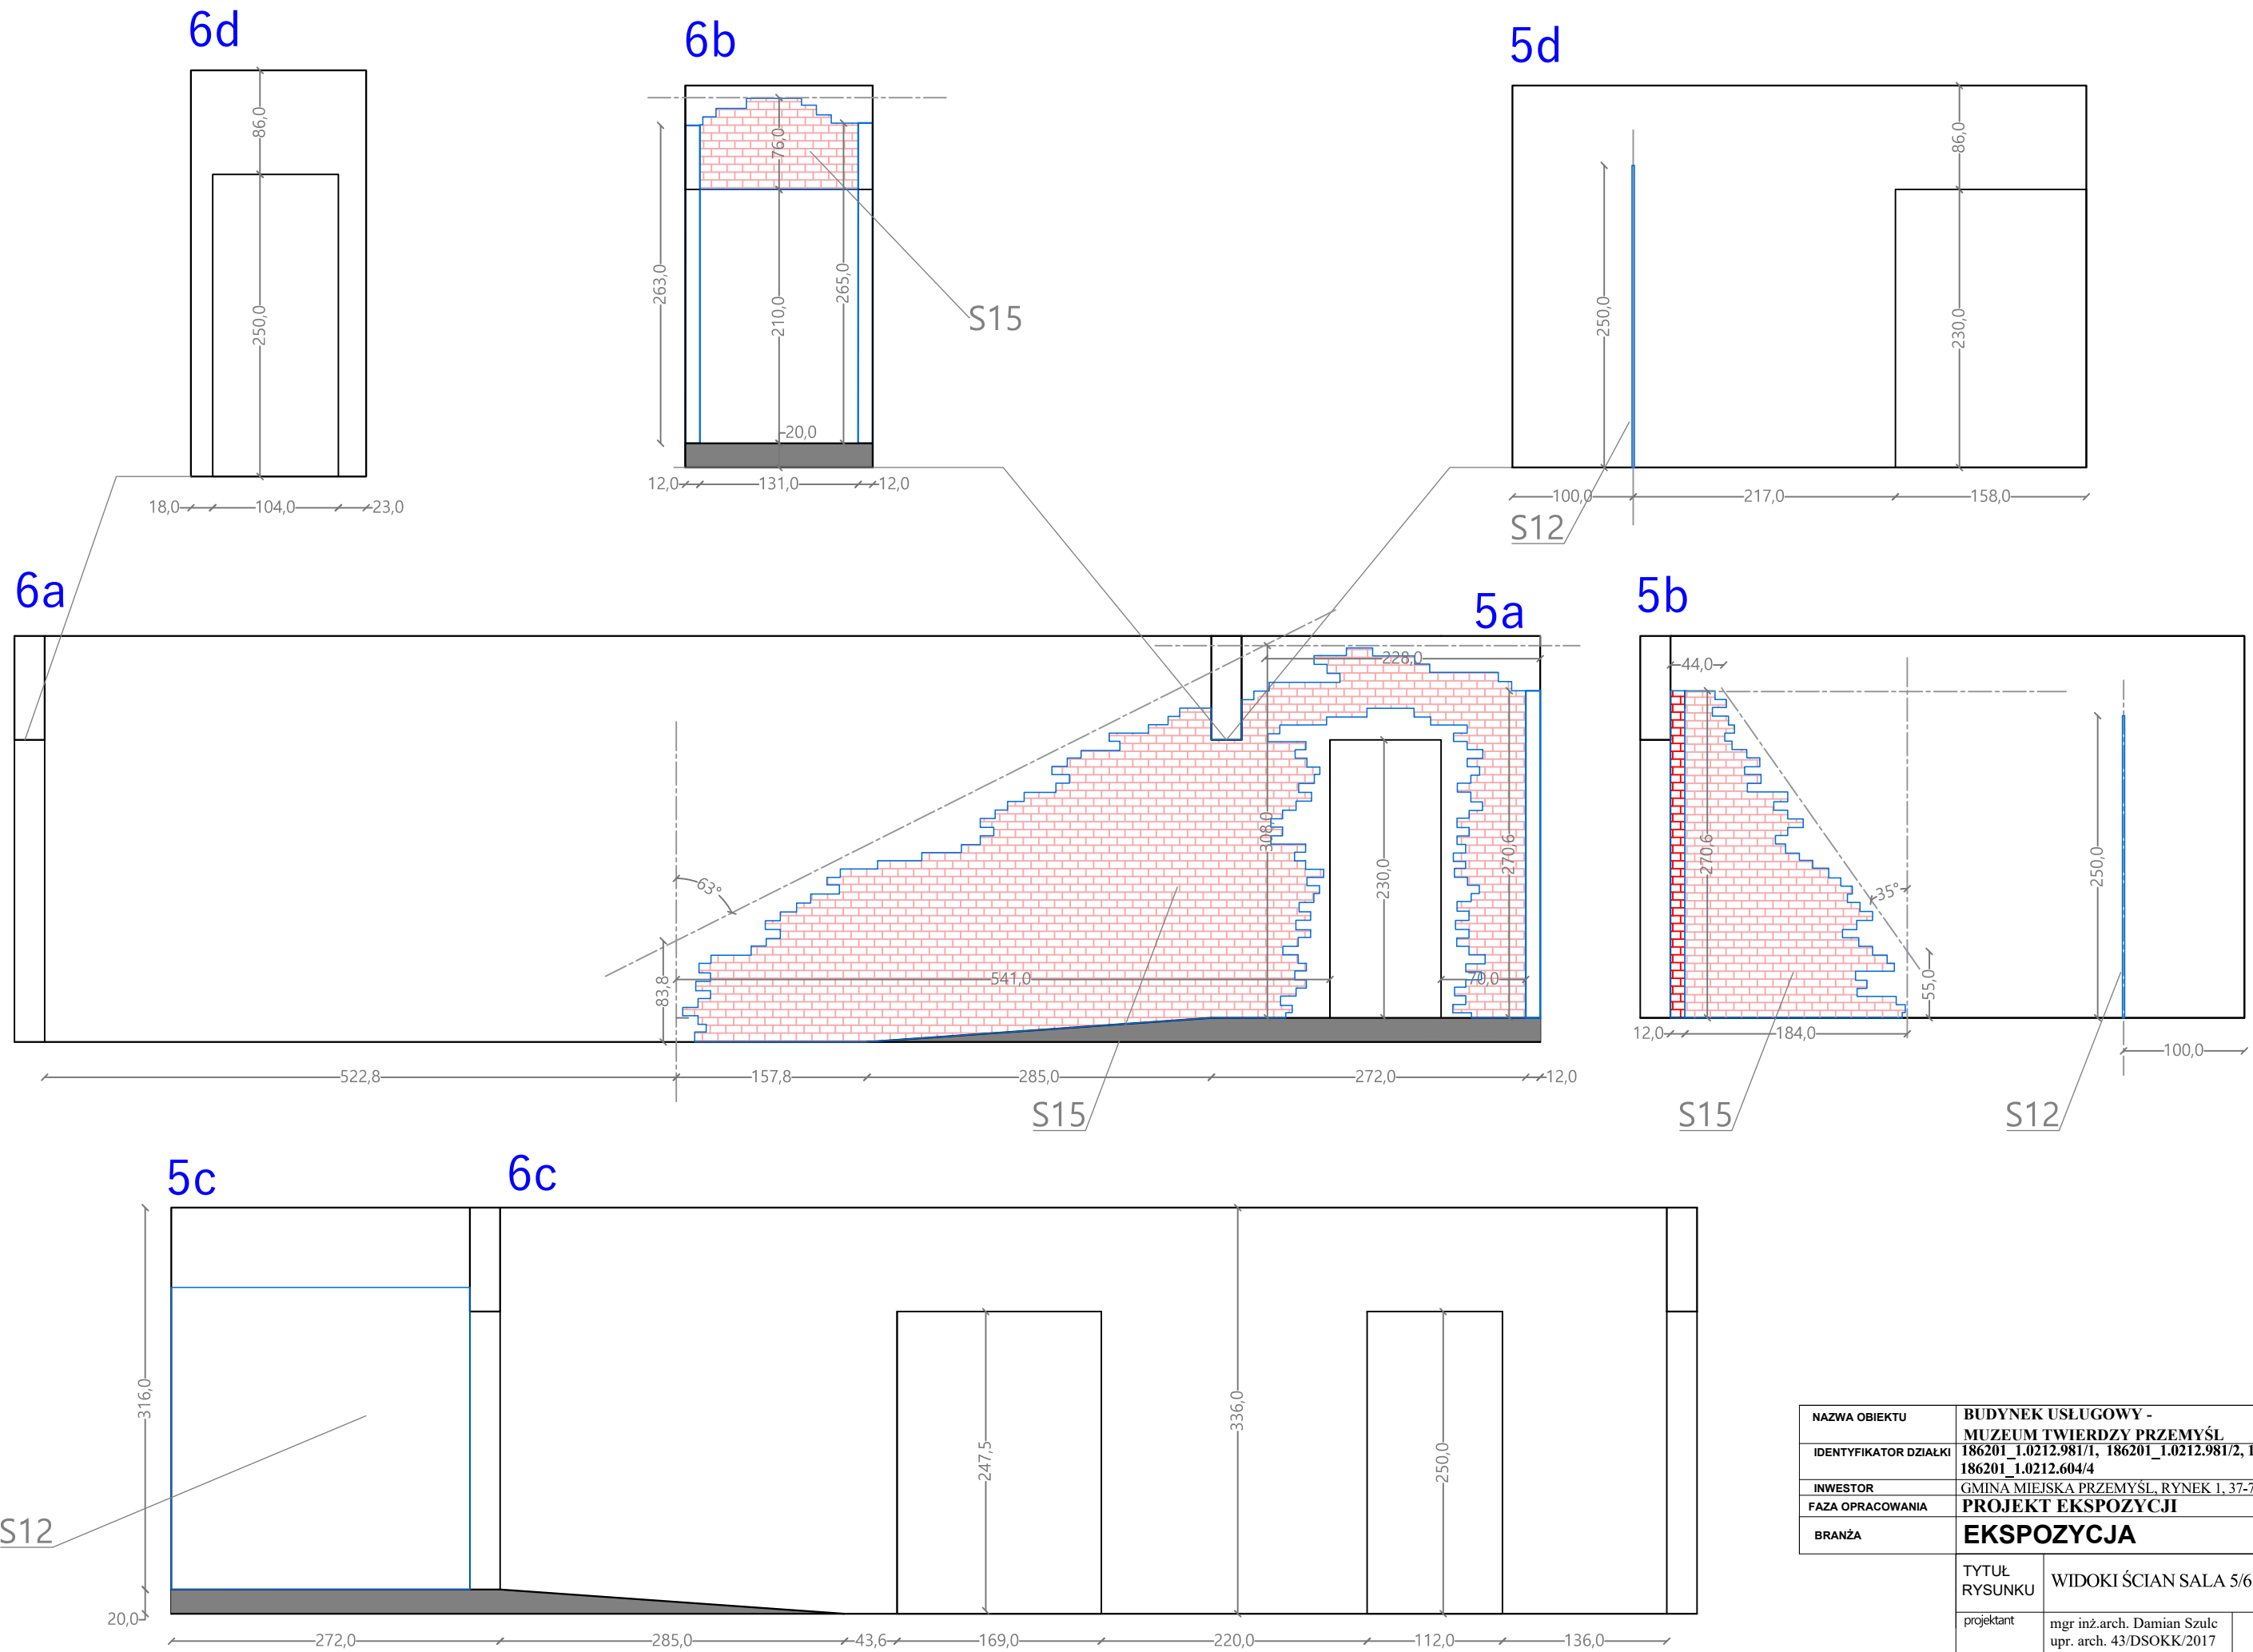 6d
86,0
250,0
18,0
104,0
23,0
6b
76,0
263,0
210,0
265,0
20,0
12,0
131,0
12,0
S15
5d
86,0
250,0
230,0
100,0
217,0
158,0
S12
6a
5a
228,0
308,0
270,6
230,0
63°
83,8
541,0
70,0
522,8
157,8
285,0
272,0
12,0
S15
5b
44,0
270,6
35°
55,0
250,0
12,0
184,0
100,0
S15
S12
5c
6c
316,0
336,0
247,5
250,0
S12
20,0
272,0
285,0
43,6
169,0
220,0
112,0
136,0
NAZWA OBIEKTU
BUDYNEK USŁUGOWY -
MUZEUM TWIERDZY PRZEMYŚL
IDENTYFIKATOR DZIAŁKI
186201_1.0212.981/1, 186201_1.0212.981/2, 1
186201_1.0212.604/4
INWESTOR
GMINA MIEJSKA PRZEMYŚL, RYNEK 1, 37-7
FAZA OPRACOWANIA
PROJEKT EKSPOZYCJI
BRANŻA
EKSPOZYCJA
TYTUŁ
RYSUNKU
WIDOKI ŚCIAN SALA 5/6
projektant
mgr inż.arch. Damian Szulc
upr. arch. 43/DSOKK/2017